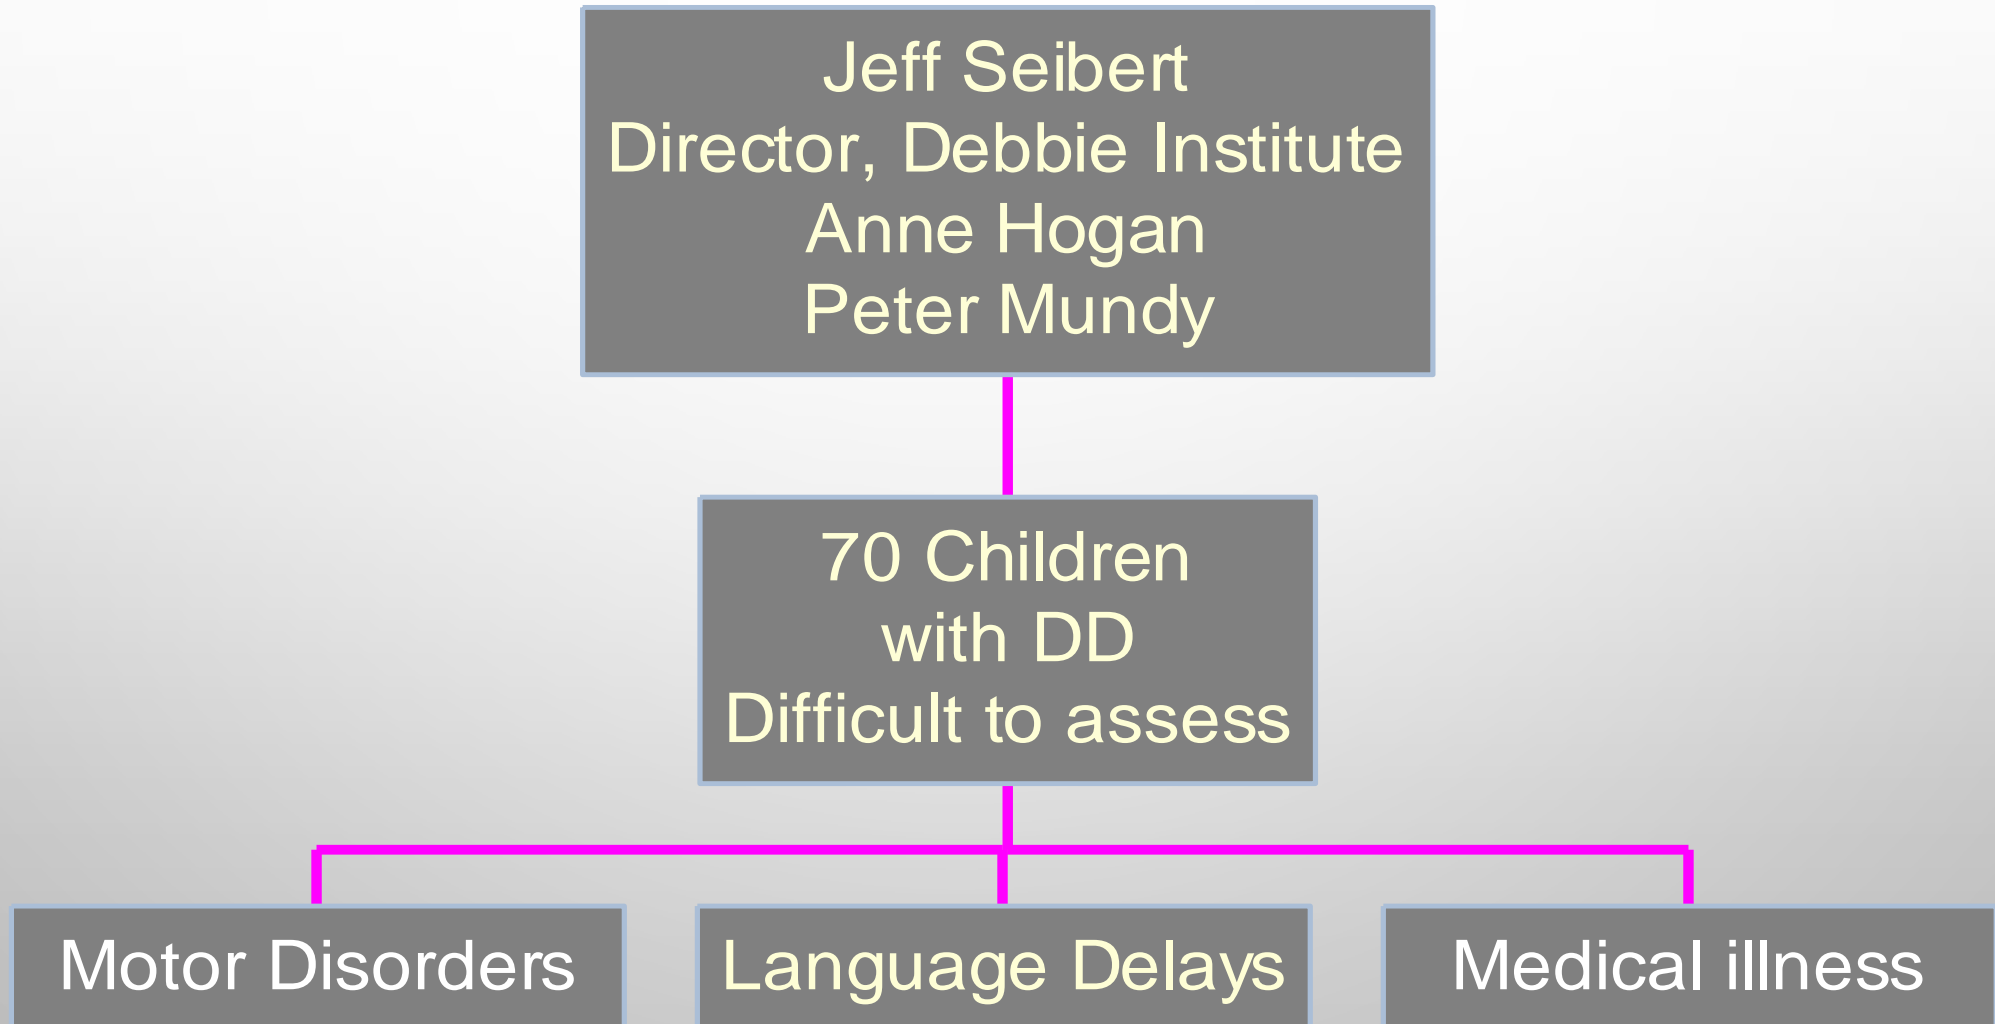 Jeff Seibert
Director, Debbie Institute
Anne Hogan
Peter Mundy
70 Children
with DD
Difficult to assess
Motor Disorders
Language Delays
Medical illness